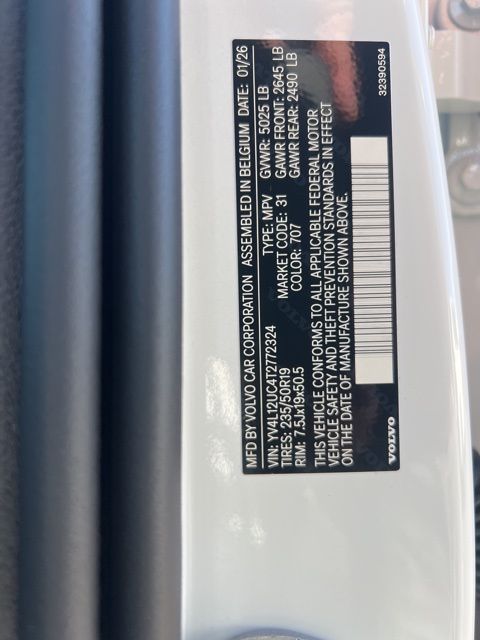 MFD BY VOLVO CAR CORPORATION ASSEMBLED IN BELGIUM DATE: 01/26
VIN: YV4L12UC4T2772324 TYPE: MPV GVWR: 5025 LB
TIRES: 235/50R19 MARKET CODE: 31 GAWR FRONT: 2645 LB
RIM: 7.5Jx19x50.5 COLOR: 707 GAWR REAR: 2490 LB
THIS VEHICLE CONFORMS TO ALL APPLICABLE FEDERAL MOTOR
VEHICLE SAFETY AND THEFT PREVENTION STANDARDS IN EFFECT
ON THE DATE OF MANUFACTURE SHOWN ABOVE.
VOLVO 32390594